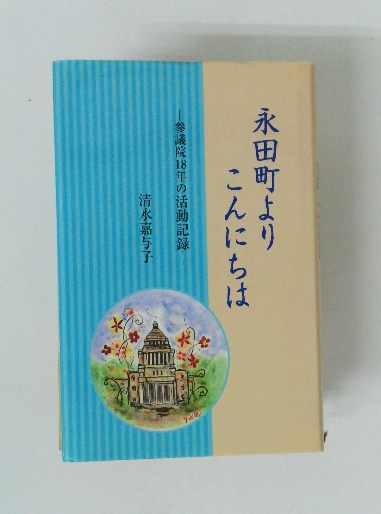 永田町より
こんにちは
―参議院18年の活動記録―
清水嘉与子